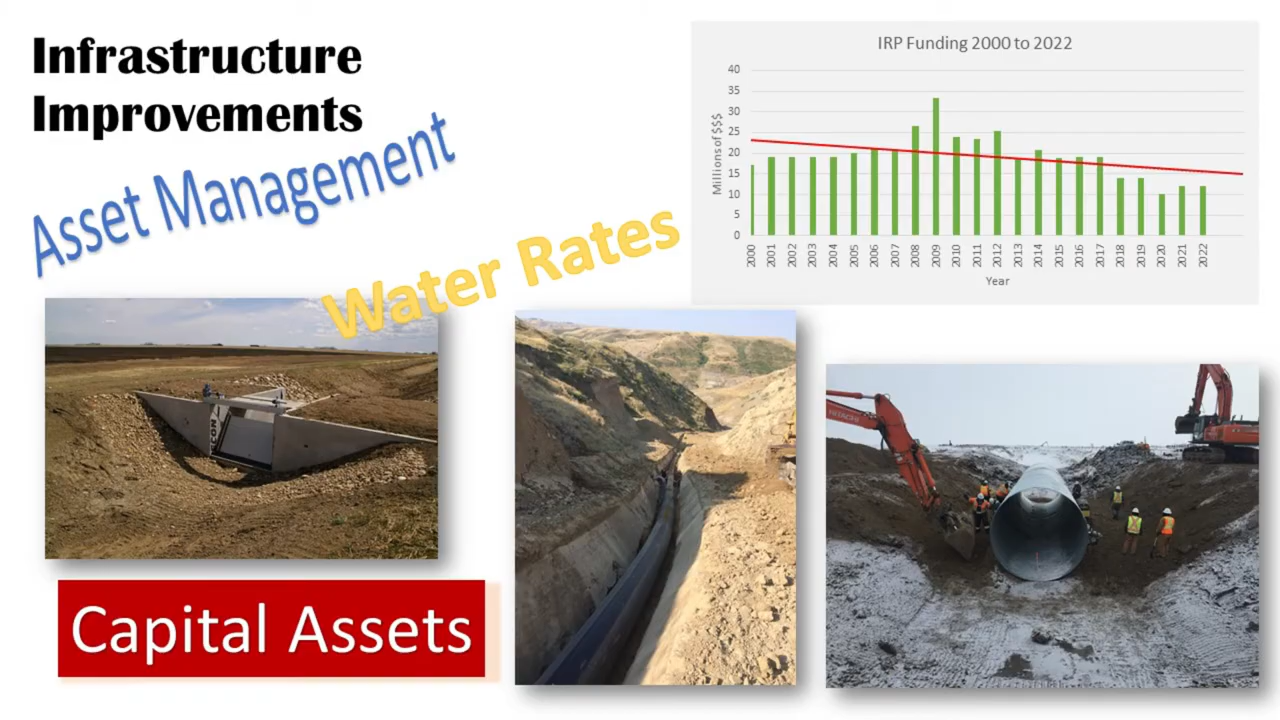 Infrastructure
Improvements
Asset Management
Water Rates
Capital Assets
IRP Funding 2000 to 2022
Millions of $$$
40
35
30
25
20
15
10
5
0
2000 2001 2002 2003 2004 2005 2006 2007 2008 2009 2010 2011 2012 2013 2014 2015 2016 2017 2018 2019 2020 2021 2022
Year
HITACHI